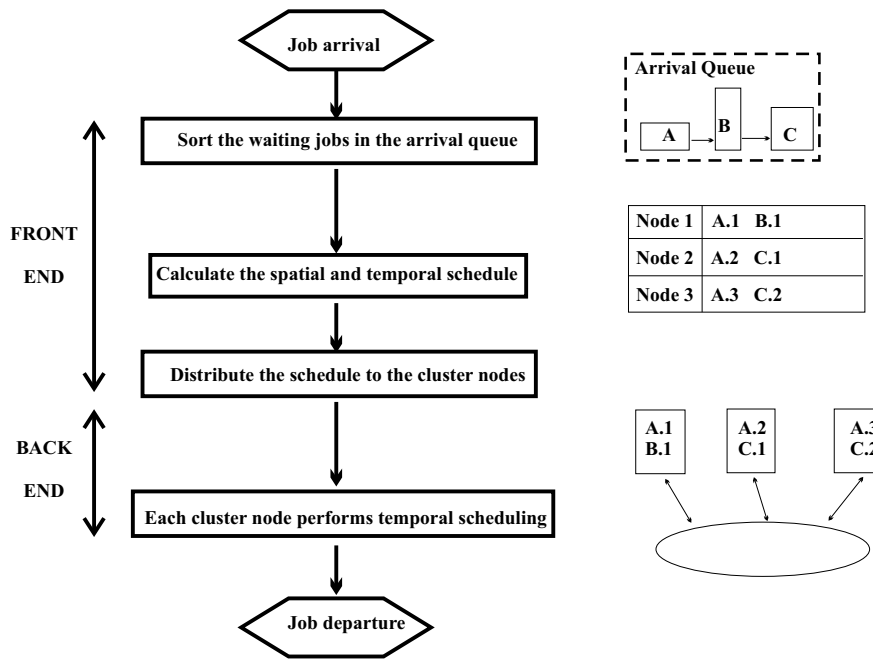 Job arrival
Sort the waiting jobs in the arrival queue
FRONT
END
Calculate the spatial and temporal schedule
Distribute the schedule to the cluster nodes
BACK
END
Each cluster node performs temporal scheduling
Job departure
Arrival Queue
A B C
Node 1 A.1 B.1
Node 2 A.2 C.1
Node 3 A.3 C.2
A.1 A.2 A.3
B.1 C.1 C.2